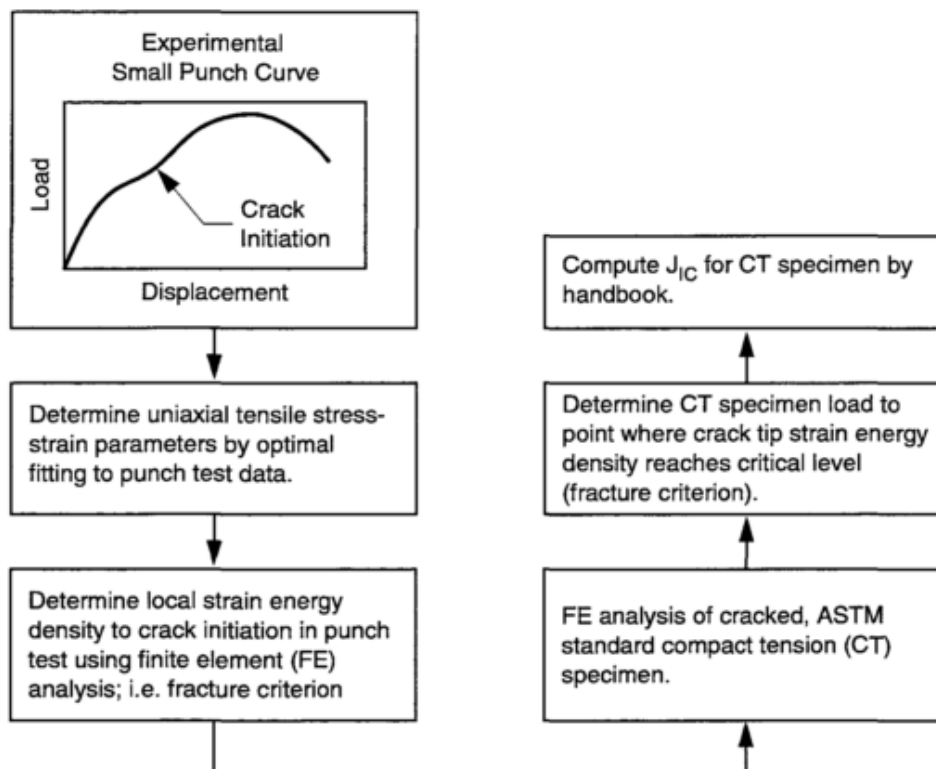 Experimental
Small Punch Curve
Load
Crack
Initiation
Displacement
Determine uniaxial tensile stress-
strain parameters by optimal
fitting to punch test data.
Determine local strain energy
density to crack initiation in punch
test using finite element (FE)
analysis; i.e. fracture criterion
Compute J_IC for CT specimen by
handbook.
Determine CT specimen load to
point where crack tip strain energy
density reaches critical level
(fracture criterion).
FE analysis of cracked, ASTM
standard compact tension (CT)
specimen.